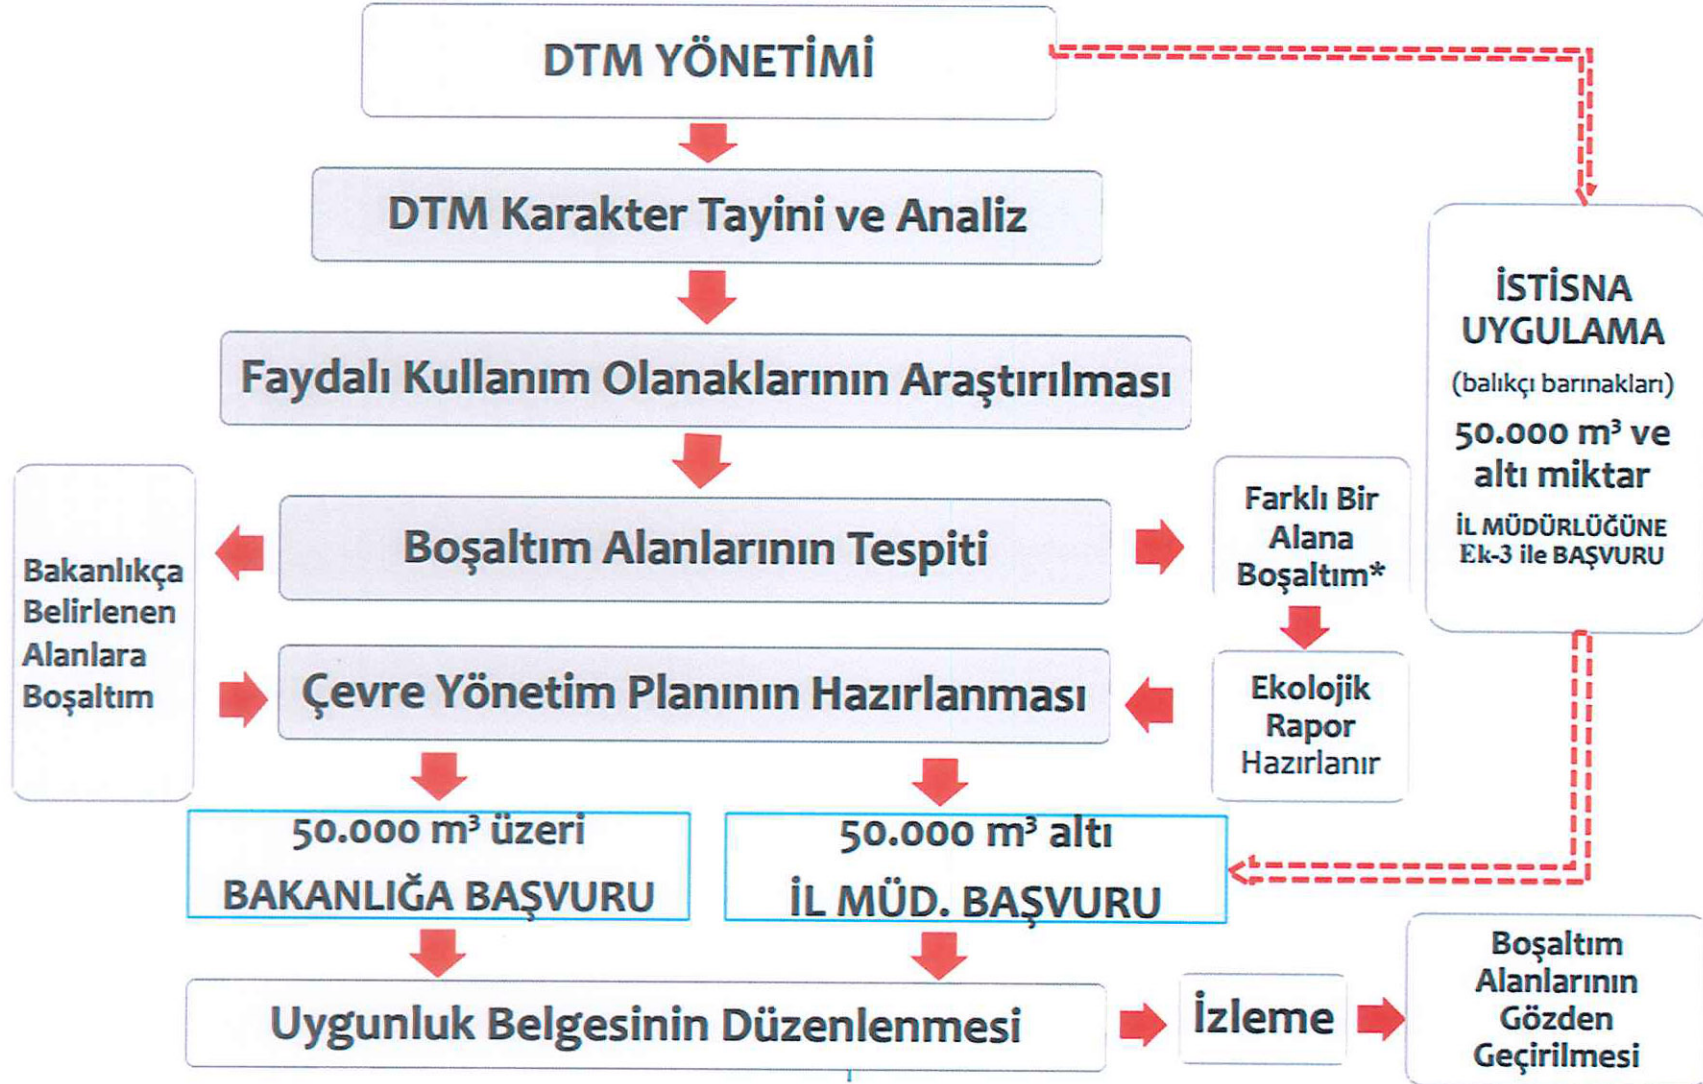 DTM YÖNETİMİ
DTM Karakter Tayini ve Analiz
Faydalı Kullanım Olanaklarının Araştırılması
İSTİSNA
UYGULAMA
(balıkçı barınakları)
50.000 m³ ve
altı miktar
İL MÜDÜRLÜĞÜNE
Ek-3 ile BAŞVURU
Boşaltım Alanlarının Tespiti
Farklı Bir
Alana
Boşaltım*
Bakanlıkça
Belirlenen
Alanlara
Boşaltım
Çevre Yönetim Planının Hazırlanması
Ekolojik
Rapor
Hazırlanır
50.000 m³ üzeri
BAKANLIĞA BAŞVURU
50.000 m³ altı
İL MÜD. BAŞVURU
Uygunluk Belgesinin Düzenlenmesi
İzleme
Boşaltım
Alanlarının
Gözden
Geçirilmesi